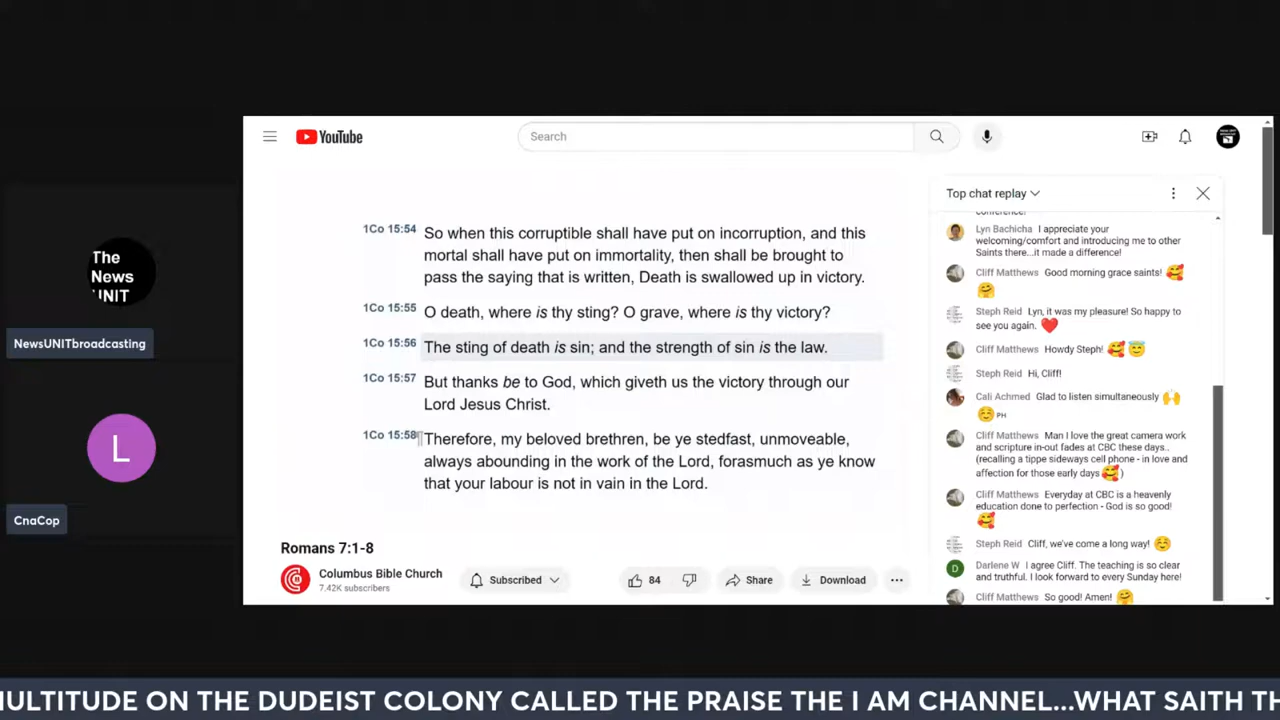 The
News
UNIT
NewsUNITbroadcasting
L
CnaCop
YouTube
Search
1Co 15:54 So when this corruptible shall have put on incorruption, and this
mortal shall have put on immortality, then shall be brought to
pass the saying that is written, Death is swallowed up in victory.
1Co 15:55 O death, where is thy sting? O grave, where is thy victory?
1Co 15:56 The sting of death is sin; and the strength of sin is the law.
1Co 15:57 But thanks be to God, which giveth us the victory through our
Lord Jesus Christ.
1Co 15:58 ¶Therefore, my beloved brethren, be ye stedfast, unmoveable,
always abounding in the work of the Lord, forasmuch as ye know
that your labour is not in vain in the Lord.
Romans 7:1-8
Columbus Bible Church
7.42K subscribers
Subscribed
84
Share
Download
Top chat replay
conference!
Lyn Bachicha I appreciate your
welcoming/comfort and introducing me to other
Saints there...it made a difference!
Cliff Matthews Good morning grace saints! 🥰
🤗
Steph Reid Lyn, it was my pleasure! So happy to
see you again. ❤️
Cliff Matthews Howdy Steph! 🥰😇
Steph Reid Hi, Cliff!
Cali Achmed Glad to listen simultaneously 🙌
☺️ PH
Cliff Matthews Man I love the great camera work
and scripture in-out fades at CBC these days..
(recalling a tippe sideways cell phone - in love and
affection for those early days 🥰)
Cliff Matthews Everyday at CBC is a heavenly
education done to perfection - God is so good!
🥰
Steph Reid Cliff, we've come a long way! ☺️
D
Darlene W I agree Cliff. The teaching is so clear
and truthful. I look forward to every Sunday here!
Cliff Matthews So good! Amen! 🤗
MULTITUDE ON THE DUDEIST COLONY CALLED THE PRAISE THE I AM CHANNEL...WHAT SAITH TH